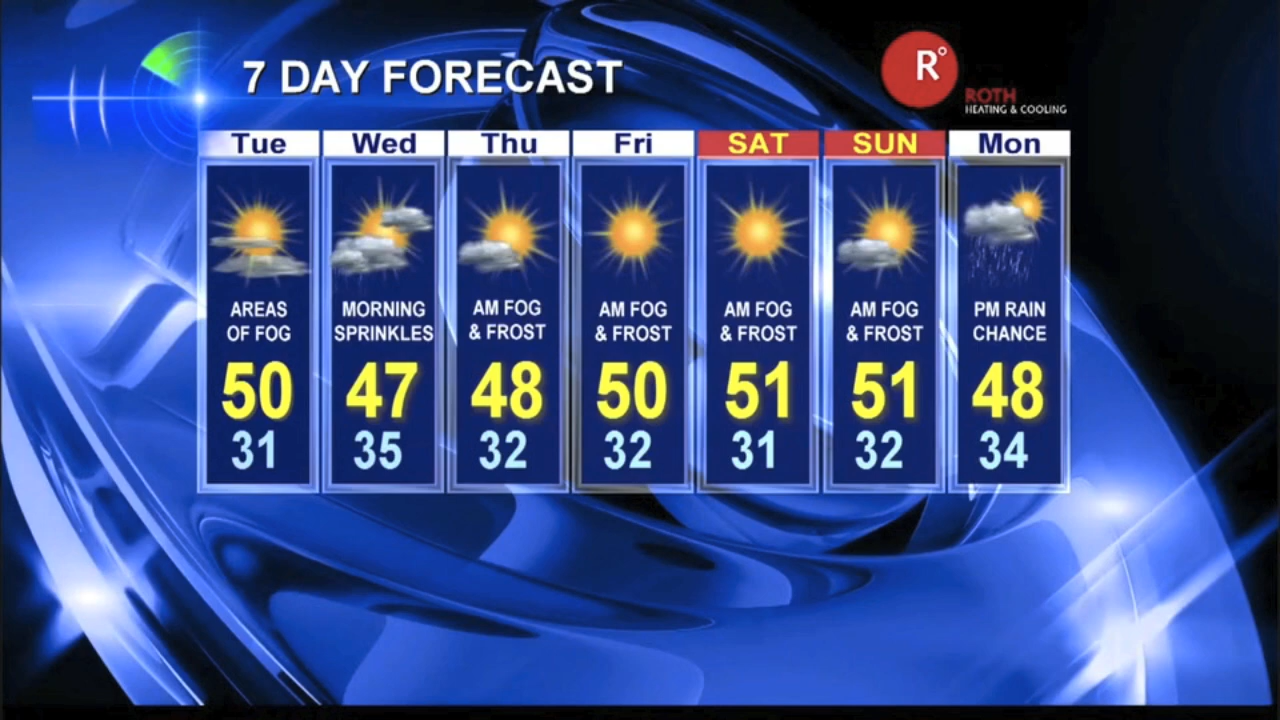 7 DAY FORECAST
R°
ROTH
HEATING & COOLING
Tue Wed Thu Fri SAT SUN Mon
AREAS MORNING AM FOG AM FOG AM FOG AM FOG PM RAIN
OF FOG SPRINKLES & FROST & FROST & FROST & FROST CHANCE
50 47 48 50 51 51 48
31 35 32 32 31 32 34